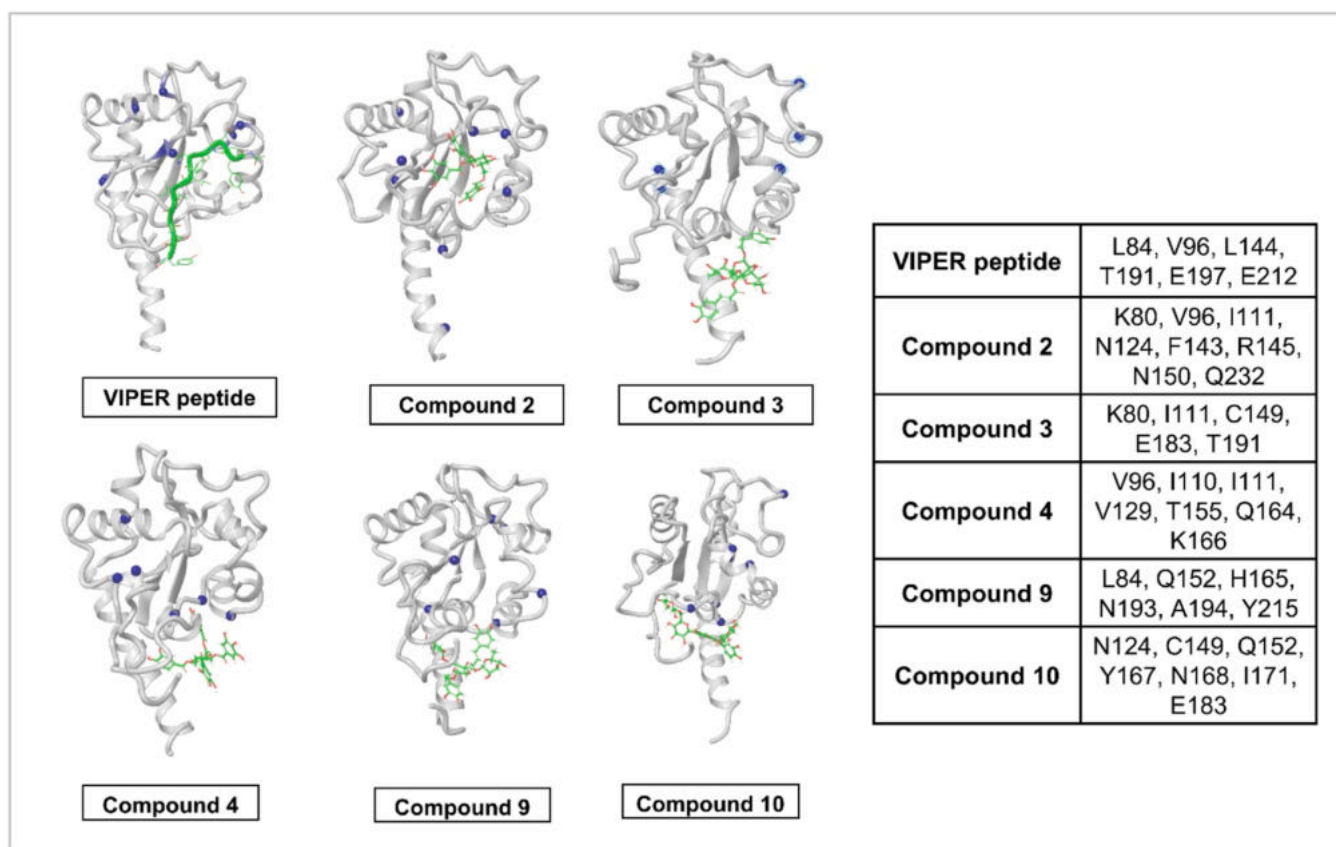 VIPER peptide
Compound 2
Compound 3
Compound 4
Compound 9
Compound 10
VIPER peptide
L84, V96, L144,
T191, E197, E212
Compound 2
K80, V96, I111,
N124, F143, R145,
N150, Q232
Compound 3
K80, I111, C149,
E183, T191
Compound 4
V96, I110, I111,
V129, T155, Q164,
K166
Compound 9
L84, Q152, H165,
N193, A194, Y215
Compound 10
N124, C149, Q152,
Y167, N168, I171,
E183